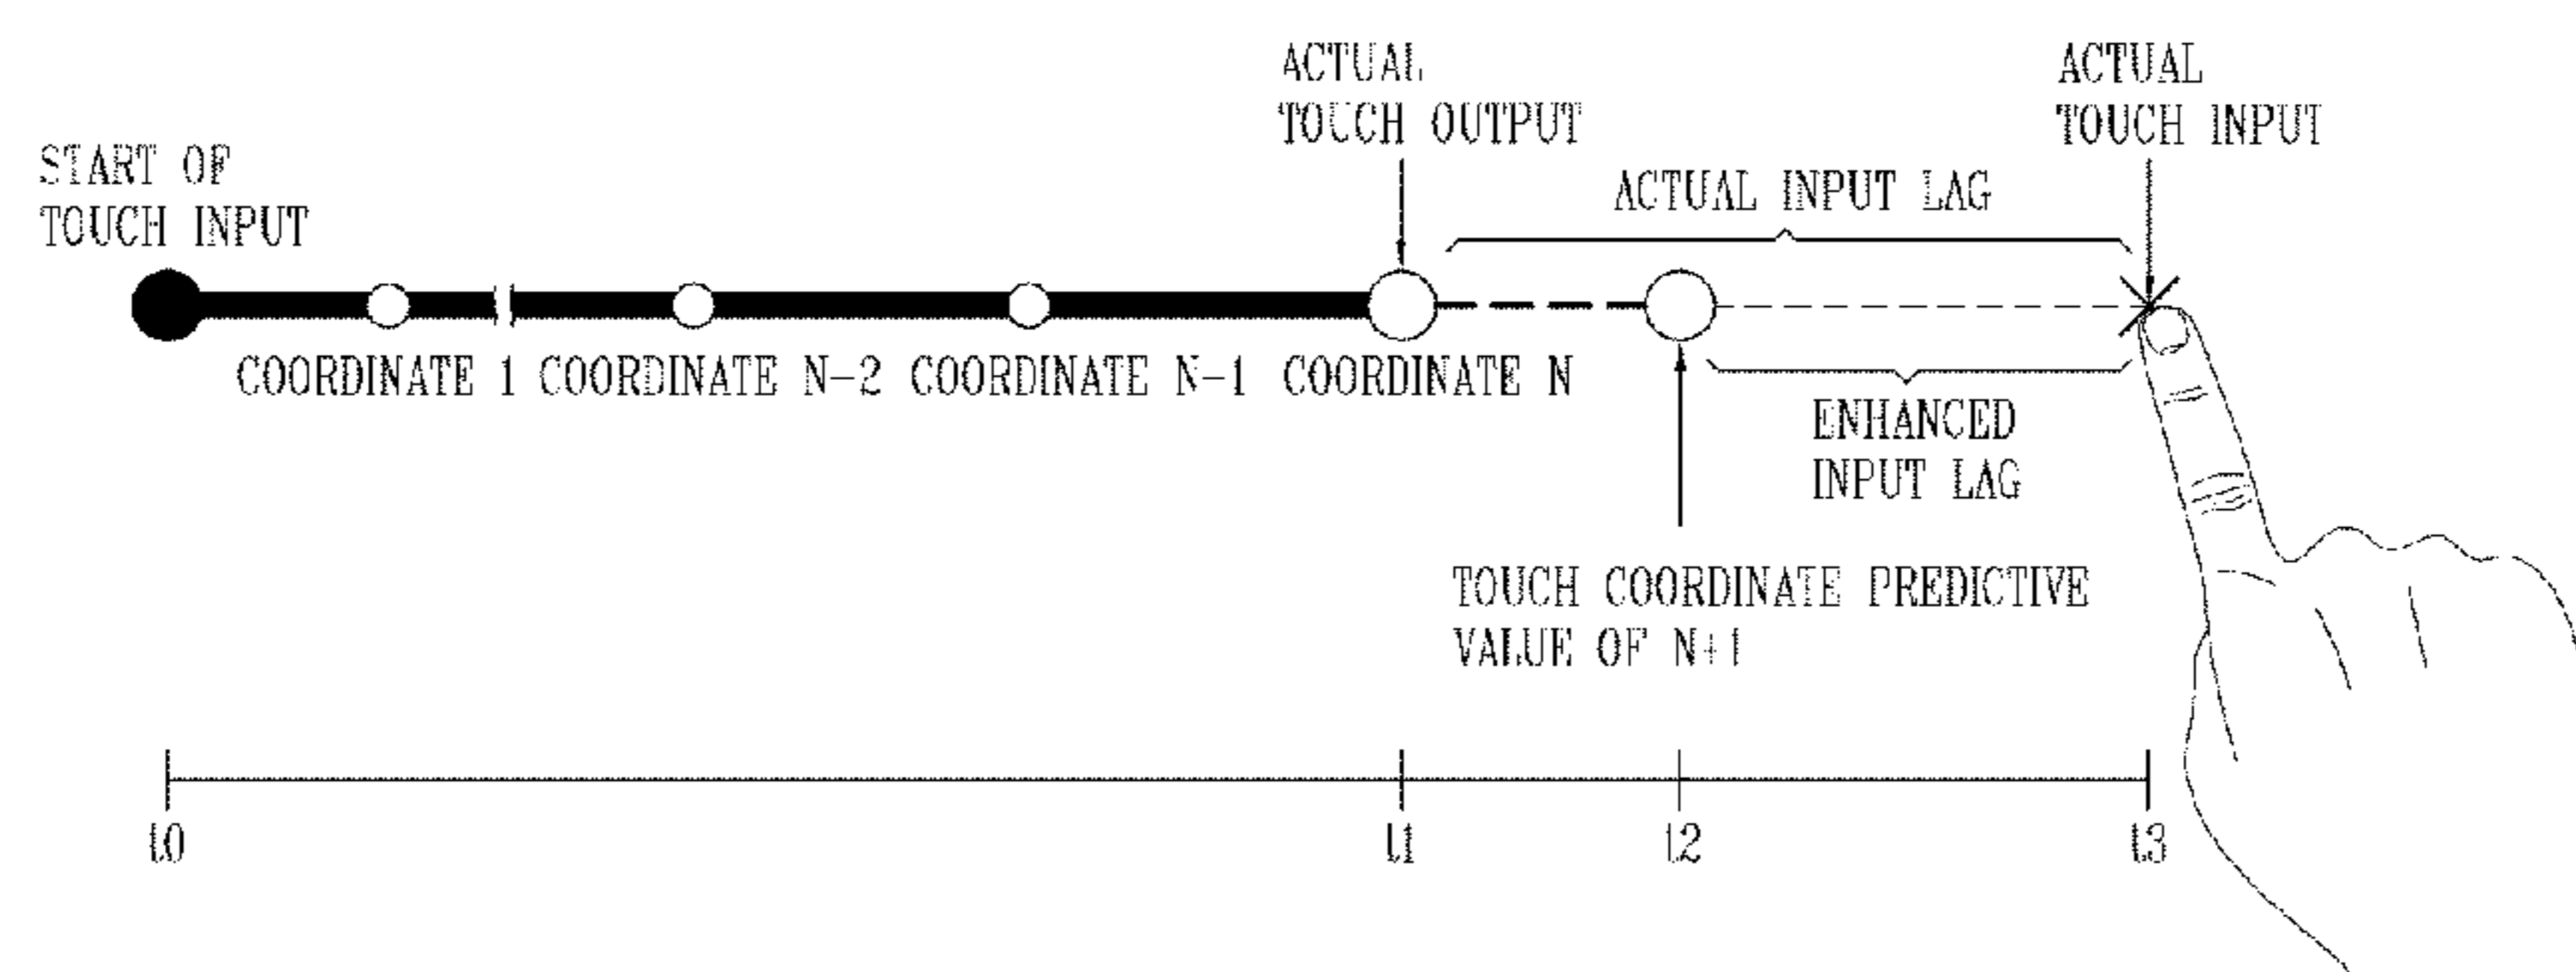 START OF
TOUCH INPUT
ACTUAL
TOUCH OUTPUT
ACTUAL
TOUCH INPUT
ACTUAL INPUT LAG
COORDINATE 1
COORDINATE N-2
COORDINATE N-1
COORDINATE N
ENHANCED
INPUT LAG
TOUCH COORDINATE PREDICTIVE
VALUE OF N+1
t0
t1
t2
t3